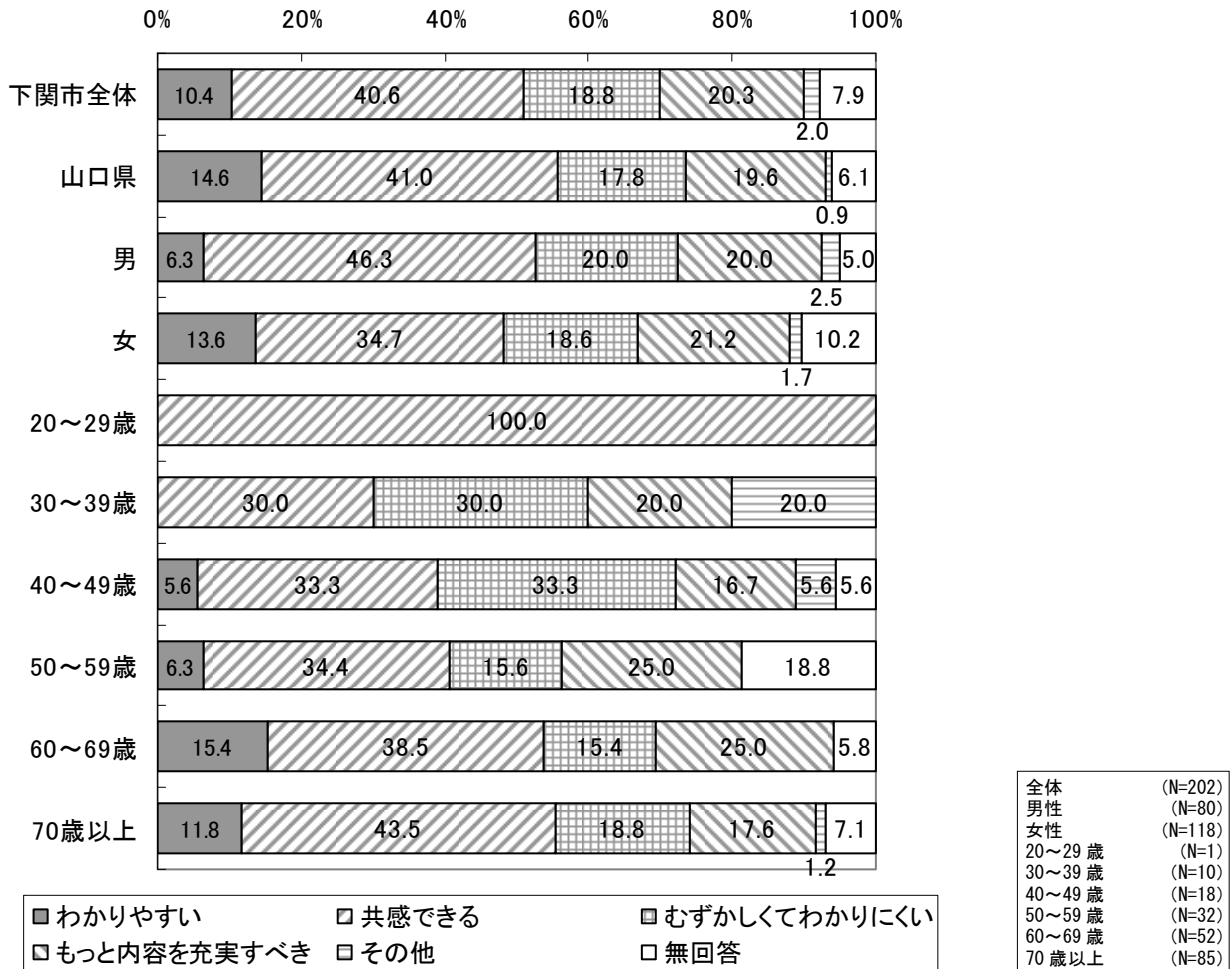 0% 20% 40% 60% 80% 100%
下関市全体 10.4 40.6 18.8 20.3 7.9
2.0
山口県 14.6 41.0 17.8 19.6 6.1
0.9
男 6.3 46.3 20.0 20.0 5.0
2.5
女 13.6 34.7 18.6 21.2 10.2
1.7
20～29歳 100.0
30～39歳 30.0 30.0 20.0 20.0
40～49歳 5.6 33.3 33.3 16.7 5.6 5.6
50～59歳 6.3 34.4 15.6 25.0 18.8
60～69歳 15.4 38.5 15.4 25.0 5.8
70歳以上 11.8 43.5 18.8 17.6 7.1
1.2
わかりやすい 共感できる むずかしくてわかりにくい
もっと内容を充実すべき その他 無回答
全体 (N=202)
男性 (N=80)
女性 (N=118)
20～29 歳 (N=1)
30～39 歳 (N=10)
40～49 歳 (N=18)
50～59 歳 (N=32)
60～69 歳 (N=52)
70 歳以上 (N=85)